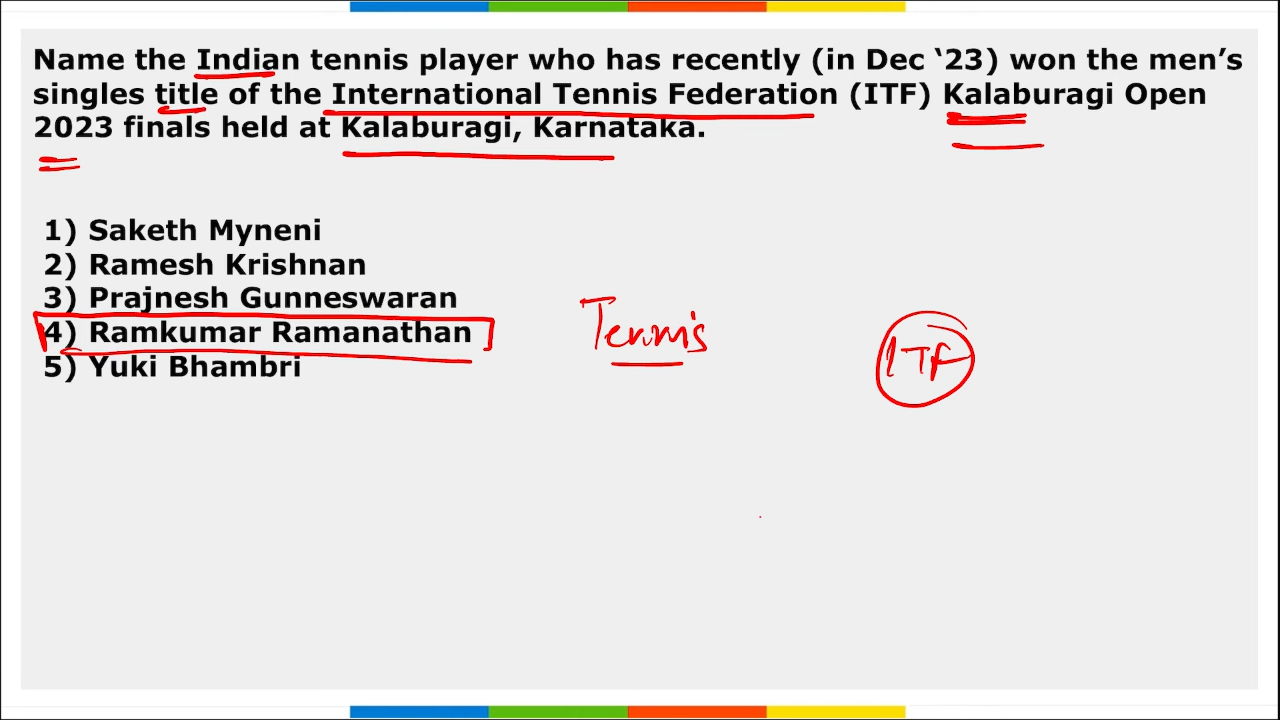 Name the Indian tennis player who has recently (in Dec ‘23) won the men’s
singles title of the International Tennis Federation (ITF) Kalaburagi Open
2023 finals held at Kalaburagi, Karnataka.
1) Saketh Myneni
2) Ramesh Krishnan
3) Prajnesh Gunneswaran
4) Ramkumar Ramanathan
5) Yuki Bhambri
Tennis
ITF